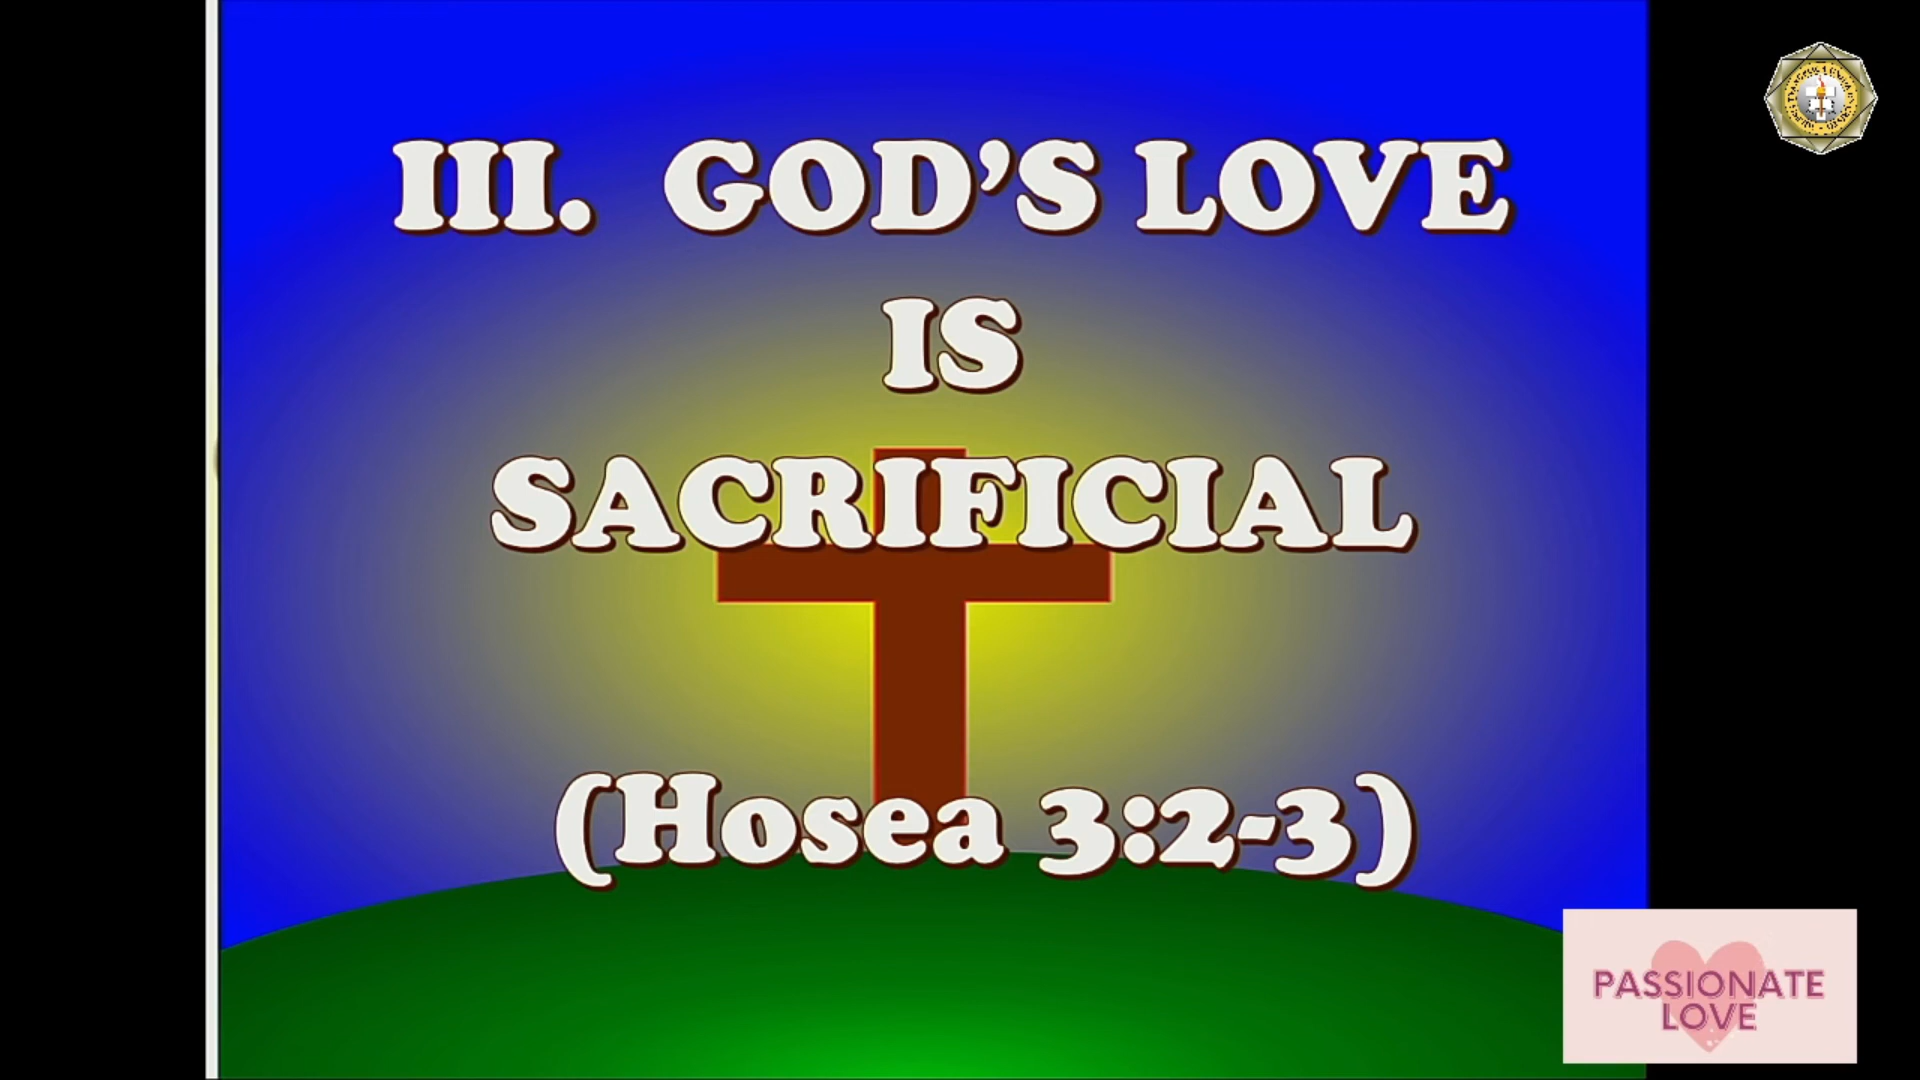 III. GOD’S LOVE
IS
SACRIFICIAL
(Hosea 3:2-3)
PASSIONATE
LOVE